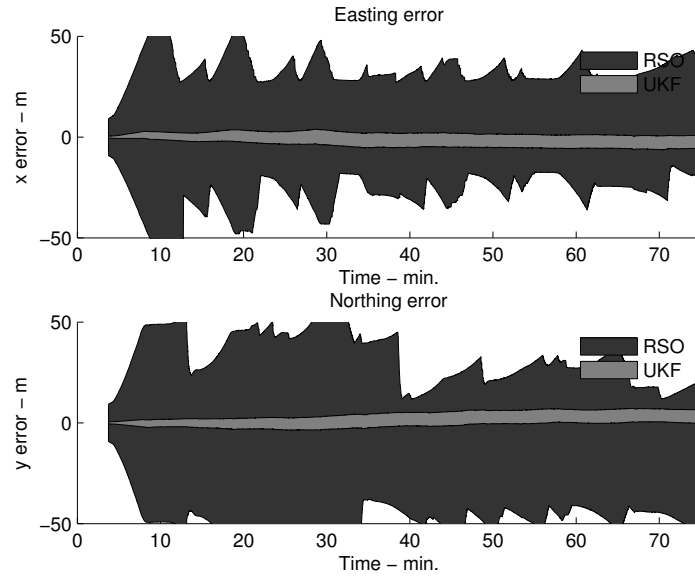 Easting error
50
0
−50
x error − m
RSO
UKF
0 10 20 30 40 50 60 70
Time − min.
Northing error
50
0
−50
y error − m
RSO
UKF
0 10 20 30 40 50 60 70
Time − min.